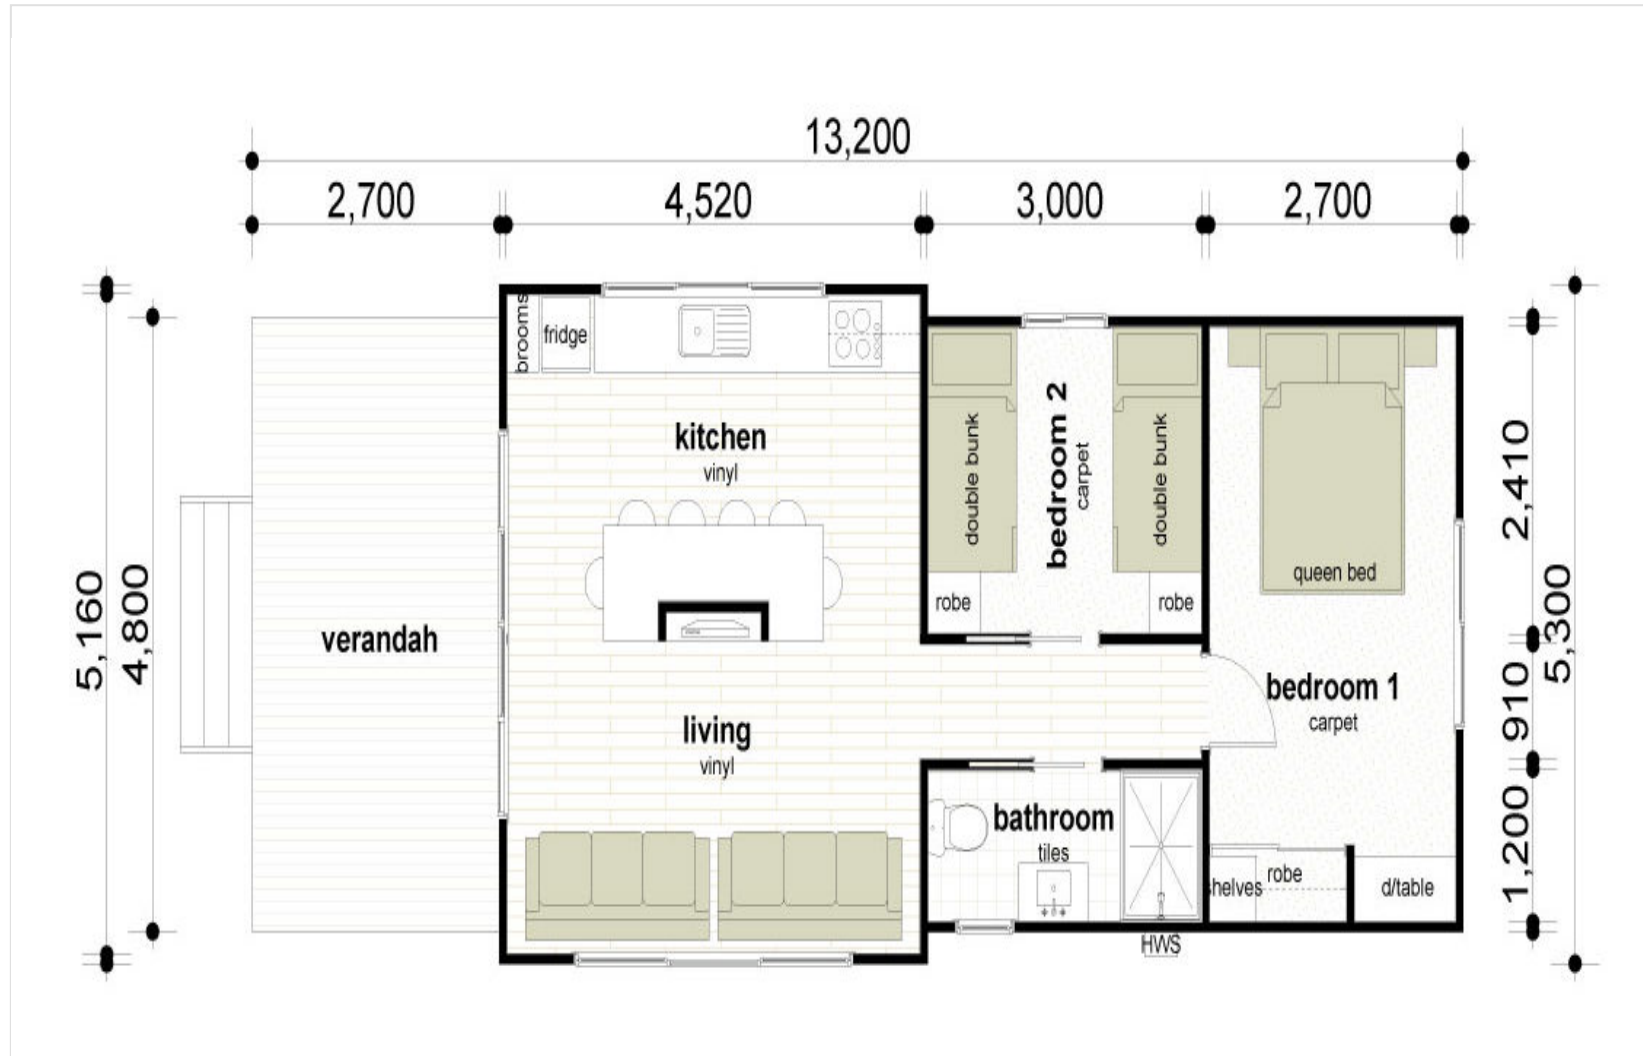 13,200
2,700
4,520
3,000
2,700
brooms
fridge
kitchen
vinyl
double bunk
bedroom 2
carpet
double bunk
robe
robe
queen bed
2,410
5,160
4,800
verandah
910
5,300
bedroom 1
carpet
living
vinyl
bathroom
tiles
1,200
shelves
robe
d/table
HWS